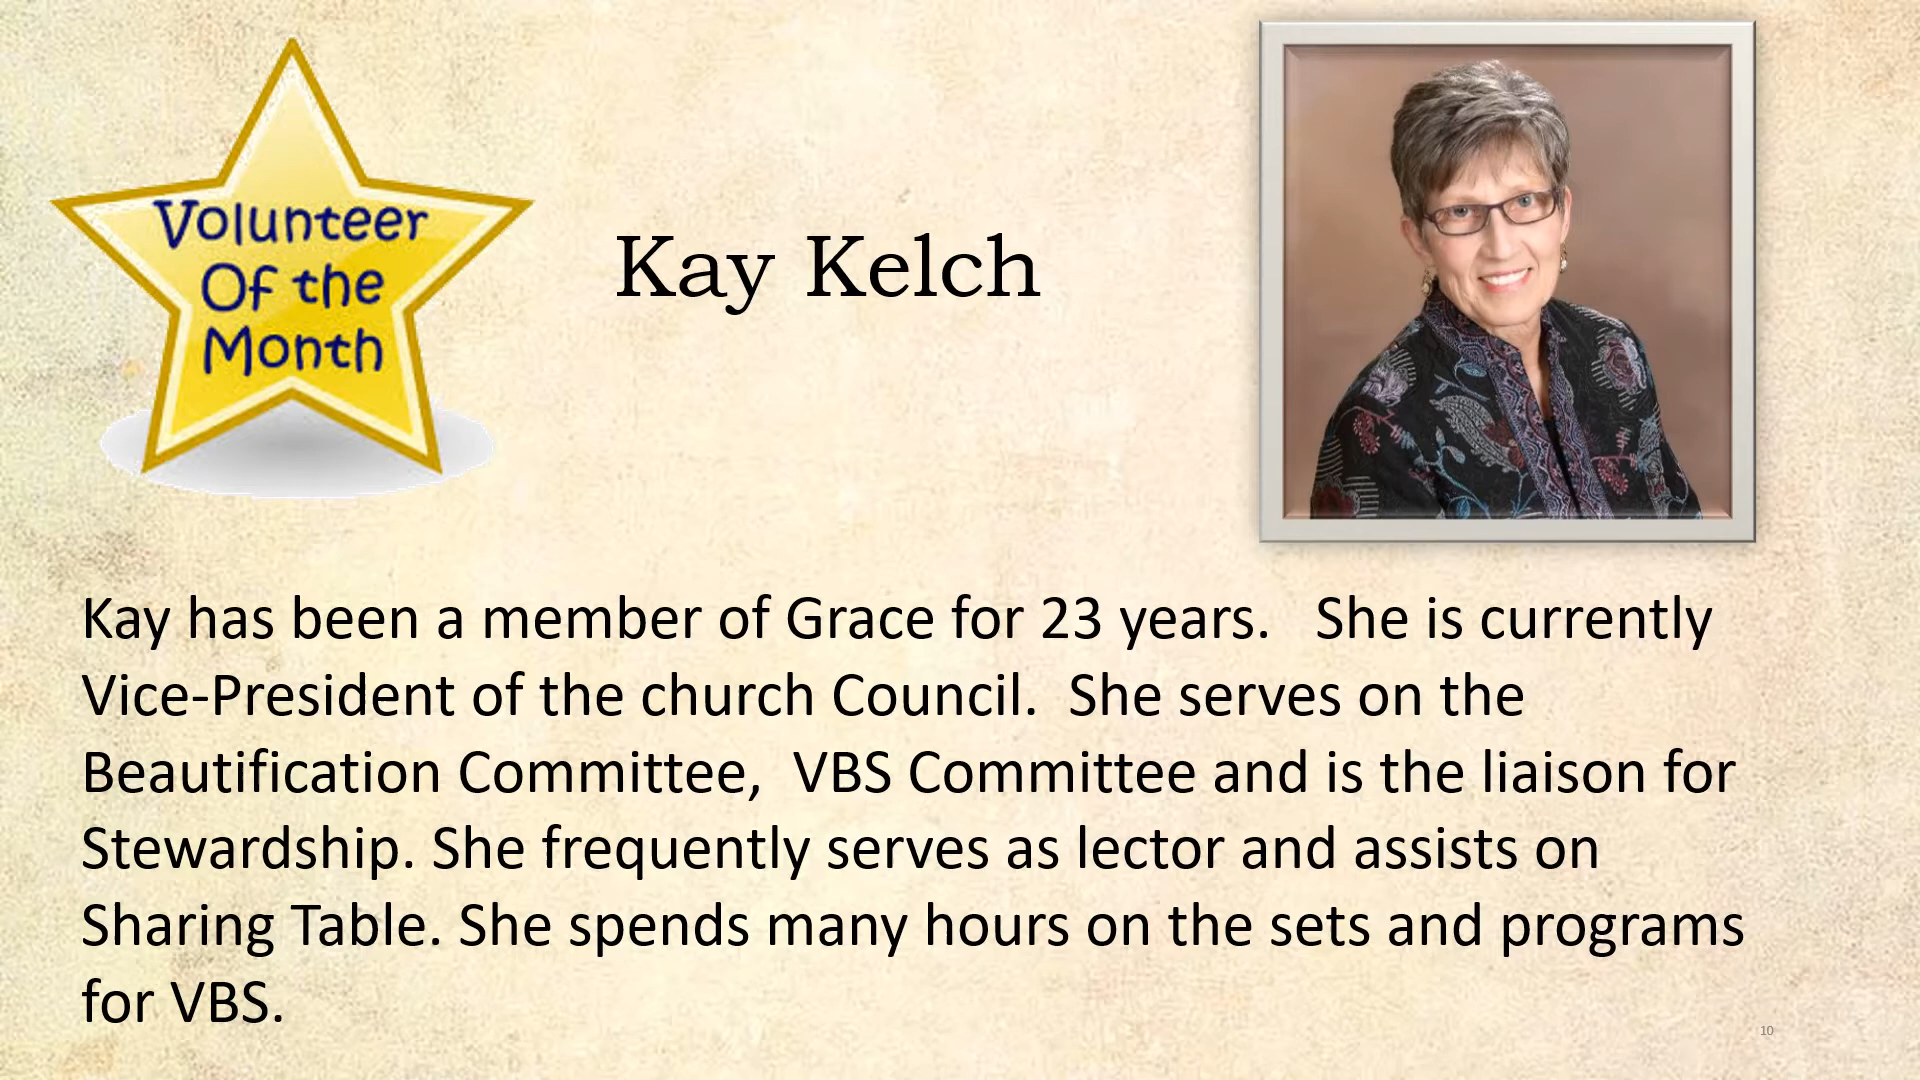 Volunteer
Of the
Month
Kay Kelch
Kay has been a member of Grace for 23 years.   She is currently
Vice-President of the church Council.  She serves on the
Beautification Committee,  VBS Committee and is the liaison for
Stewardship. She frequently serves as lector and assists on
Sharing Table. She spends many hours on the sets and programs
for VBS.
10